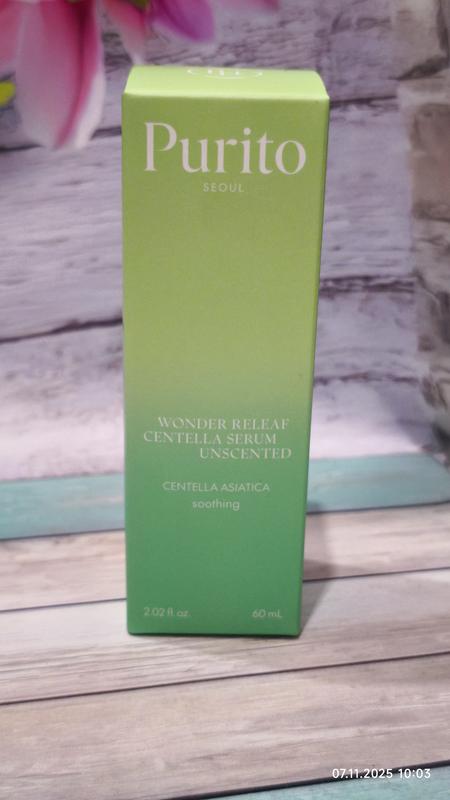 Purito
SEOUL
WONDER RELEAF
CENTELLA SERUM
UNSCENTED
CENTELLA ASIATICA
soothing
2.02 fl. oz. 60 mL
07.11.2025 10:03